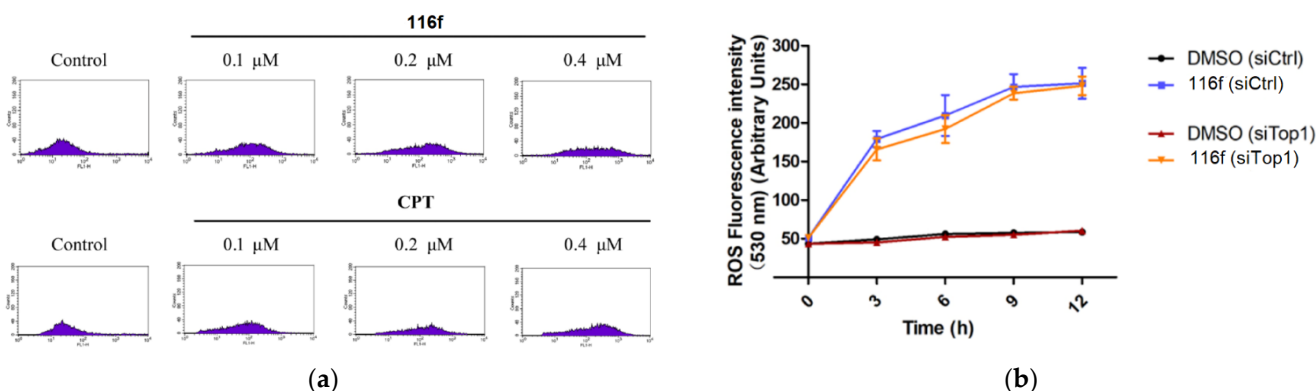 116f
Control
0.1 μM
0.2 μM
0.4 μM
CPT
Control
0.1 μM
0.2 μM
0.4 μM
(a)
ROS Fluorescence intensity
(530 nm) (Arbitrary Units)
300
250
200
150
100
50
0
3
6
9
12
Time (h)
DMSO (siCtrl)
116f (siCtrl)
DMSO (siTop1)
116f (siTop1)
(b)